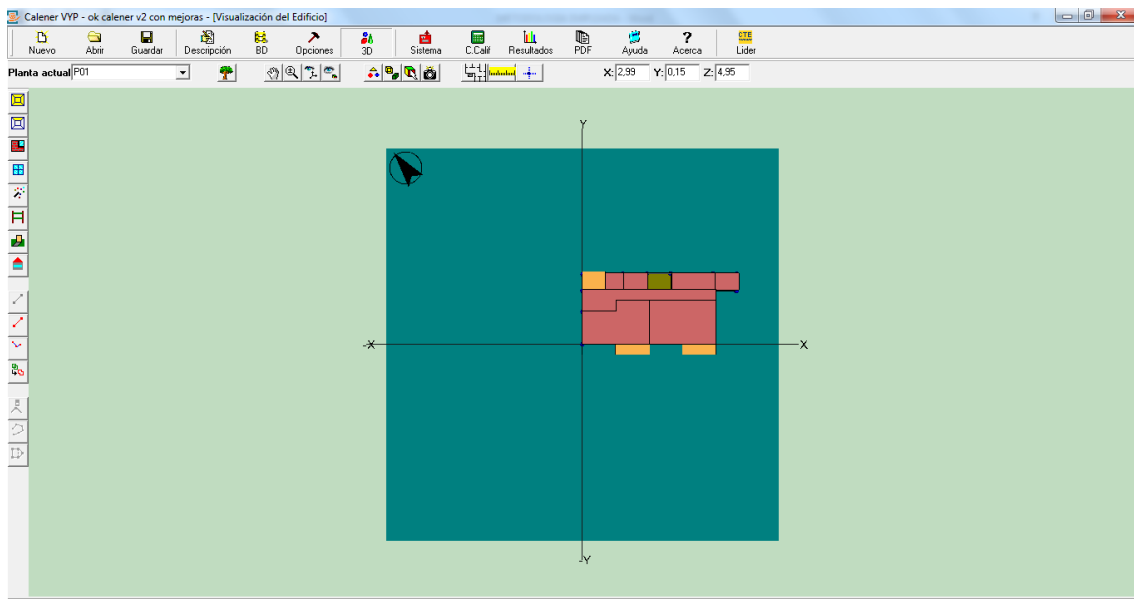 Calener VYP - ok calener v2 con mejoras - [Visualización del Edificio]
Nuevo Abrir Guardar Descripción BD Opciones 3D Sistema C.Calif Resultados PDF Ayuda Acerca CTE Lider
Planta actual P01 X: 2,99 Y: 0,15 Z: 4,95
Y
-X X
-Y